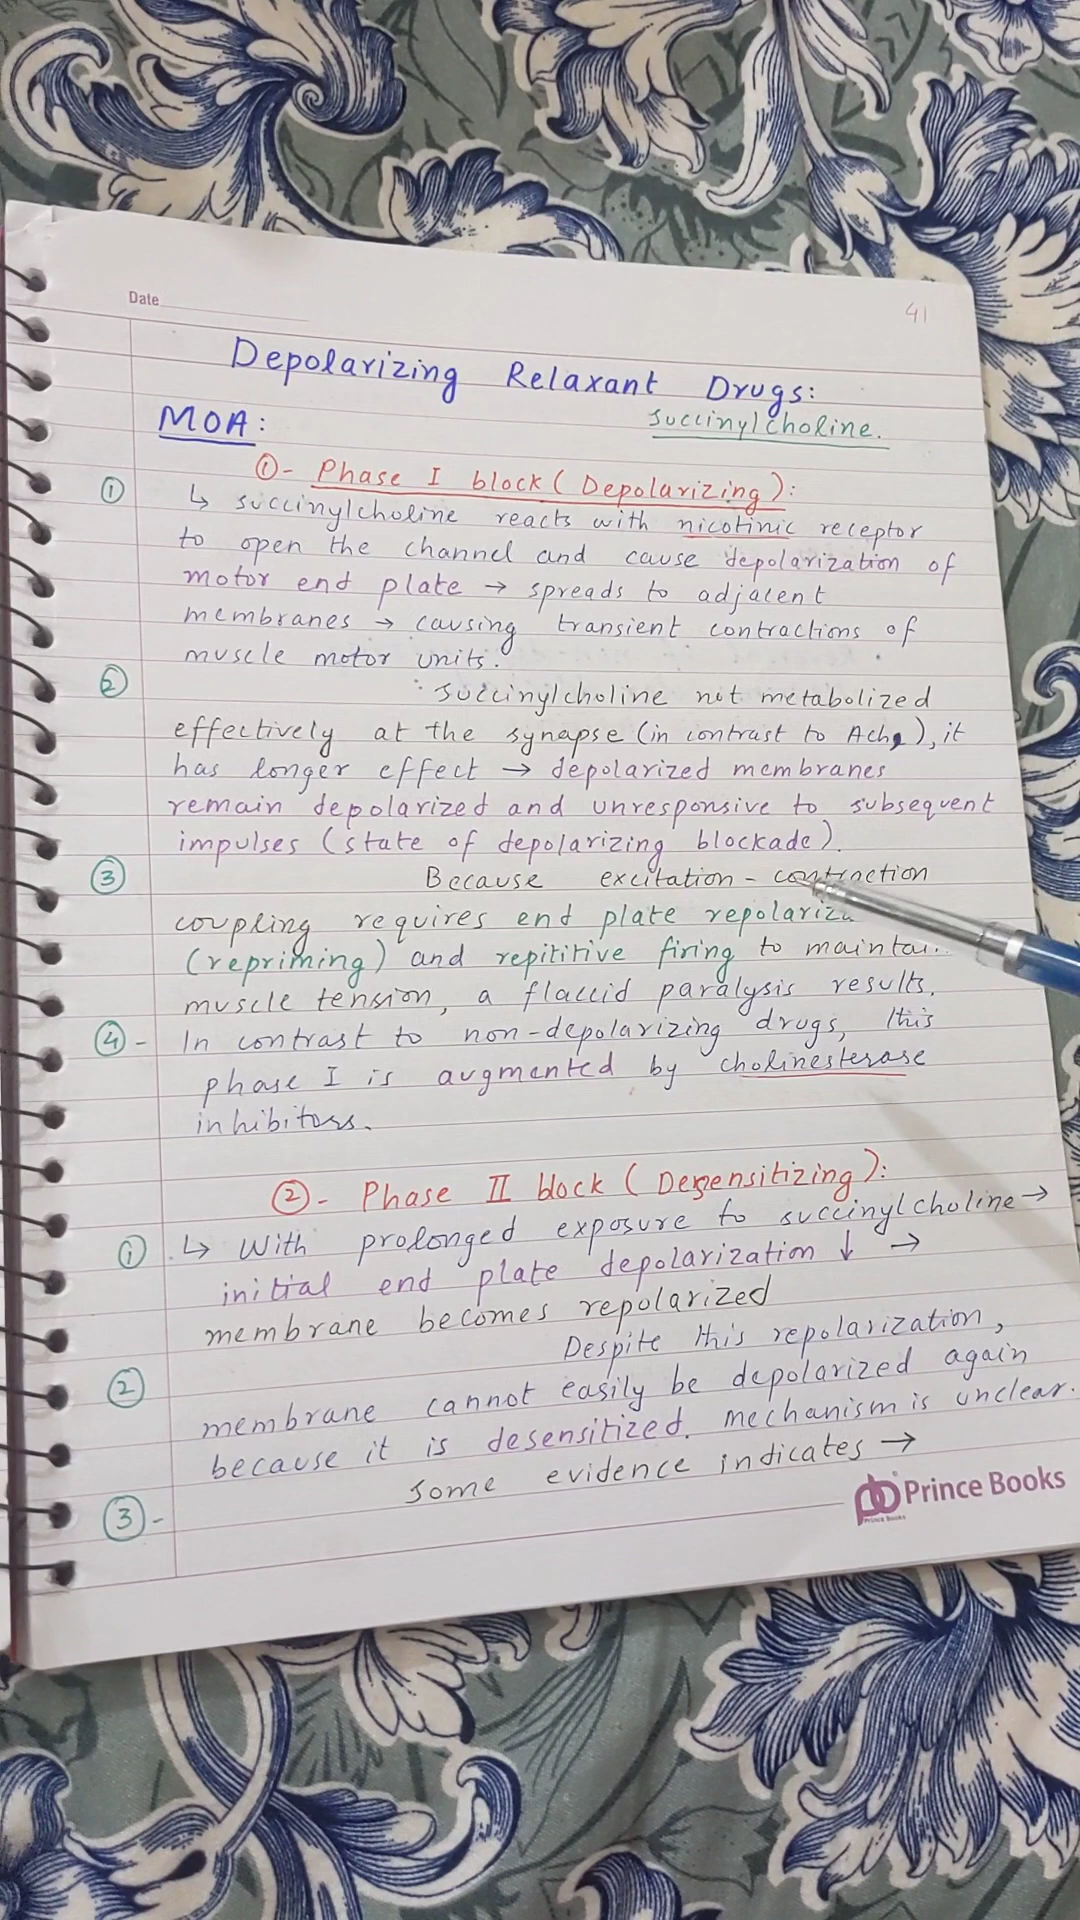 Date
41
Depolarizing Relaxant Drugs:
MOA:
Succinylcholine.
①- Phase I block (Depolarizing):
① ↳ succinylcholine reacts with nicotinic receptor
to open the channel and cause depolarization of
motor end plate → spreads to adjacent
membranes → causing transient contractions of
muscle motor units.
② Succinylcholine not metabolized
effectively at the synapse (in contrast to Ach), it
has longer effect → depolarized membranes
remain depolarized and unresponsive to subsequent
impulses (state of depolarizing blockade).
③ Because excitation - contraction
coupling requires end plate
(repriming) and repititive firing to
muscle tension, a flaccid paralysis results.
④- In contrast to non-depolarizing drugs, this
phase I is augmented by cholinesterase
inhibitors.
②- Phase II block (Desensitizing):
① ↳ With prolonged exposure to succinylcholine →
initial end plate depolarization ↓ →
membrane becomes repolarized
② Despite this repolarization,
membrane cannot easily be depolarized again
because it is desensitized. mechanism is unclear.
③- Some evidence indicates →
pb Prince Books
Prince Books